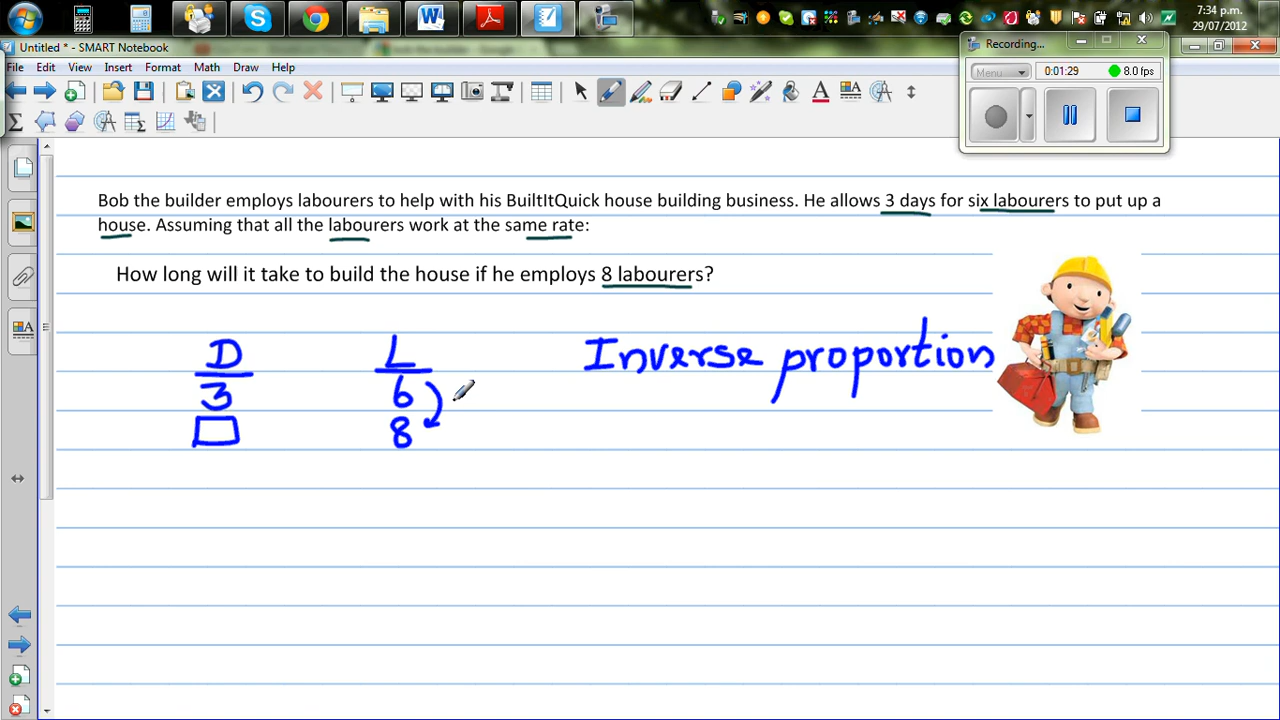 7:34 p.m.
29/07/2012
Untitled * - SMART Notebook
Recording...
File Edit View Insert Format Math Draw Help
Menu 0:01:29 8.0 fps
Bob the builder employs labourers to help with his BuiltItQuick house building business. He allows 3 days for six labourers to put up a
house. Assuming that all the labourers work at the same rate:
How long will it take to build the house if he employs 8 labourers?
D L Inverse proportion
3 6
8